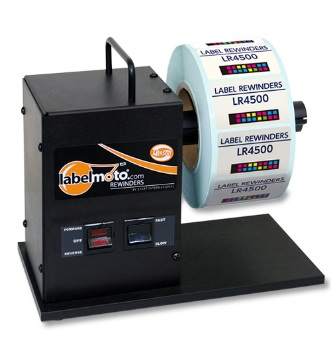 LABEL REWINDERS
LR4500
LABEL REWINDERS
LR4500
LABEL REWINDERS
LR4500
labelmoto.com
REWINDERS
FORWARD
OFF
REVERSE
FAST
SLOW